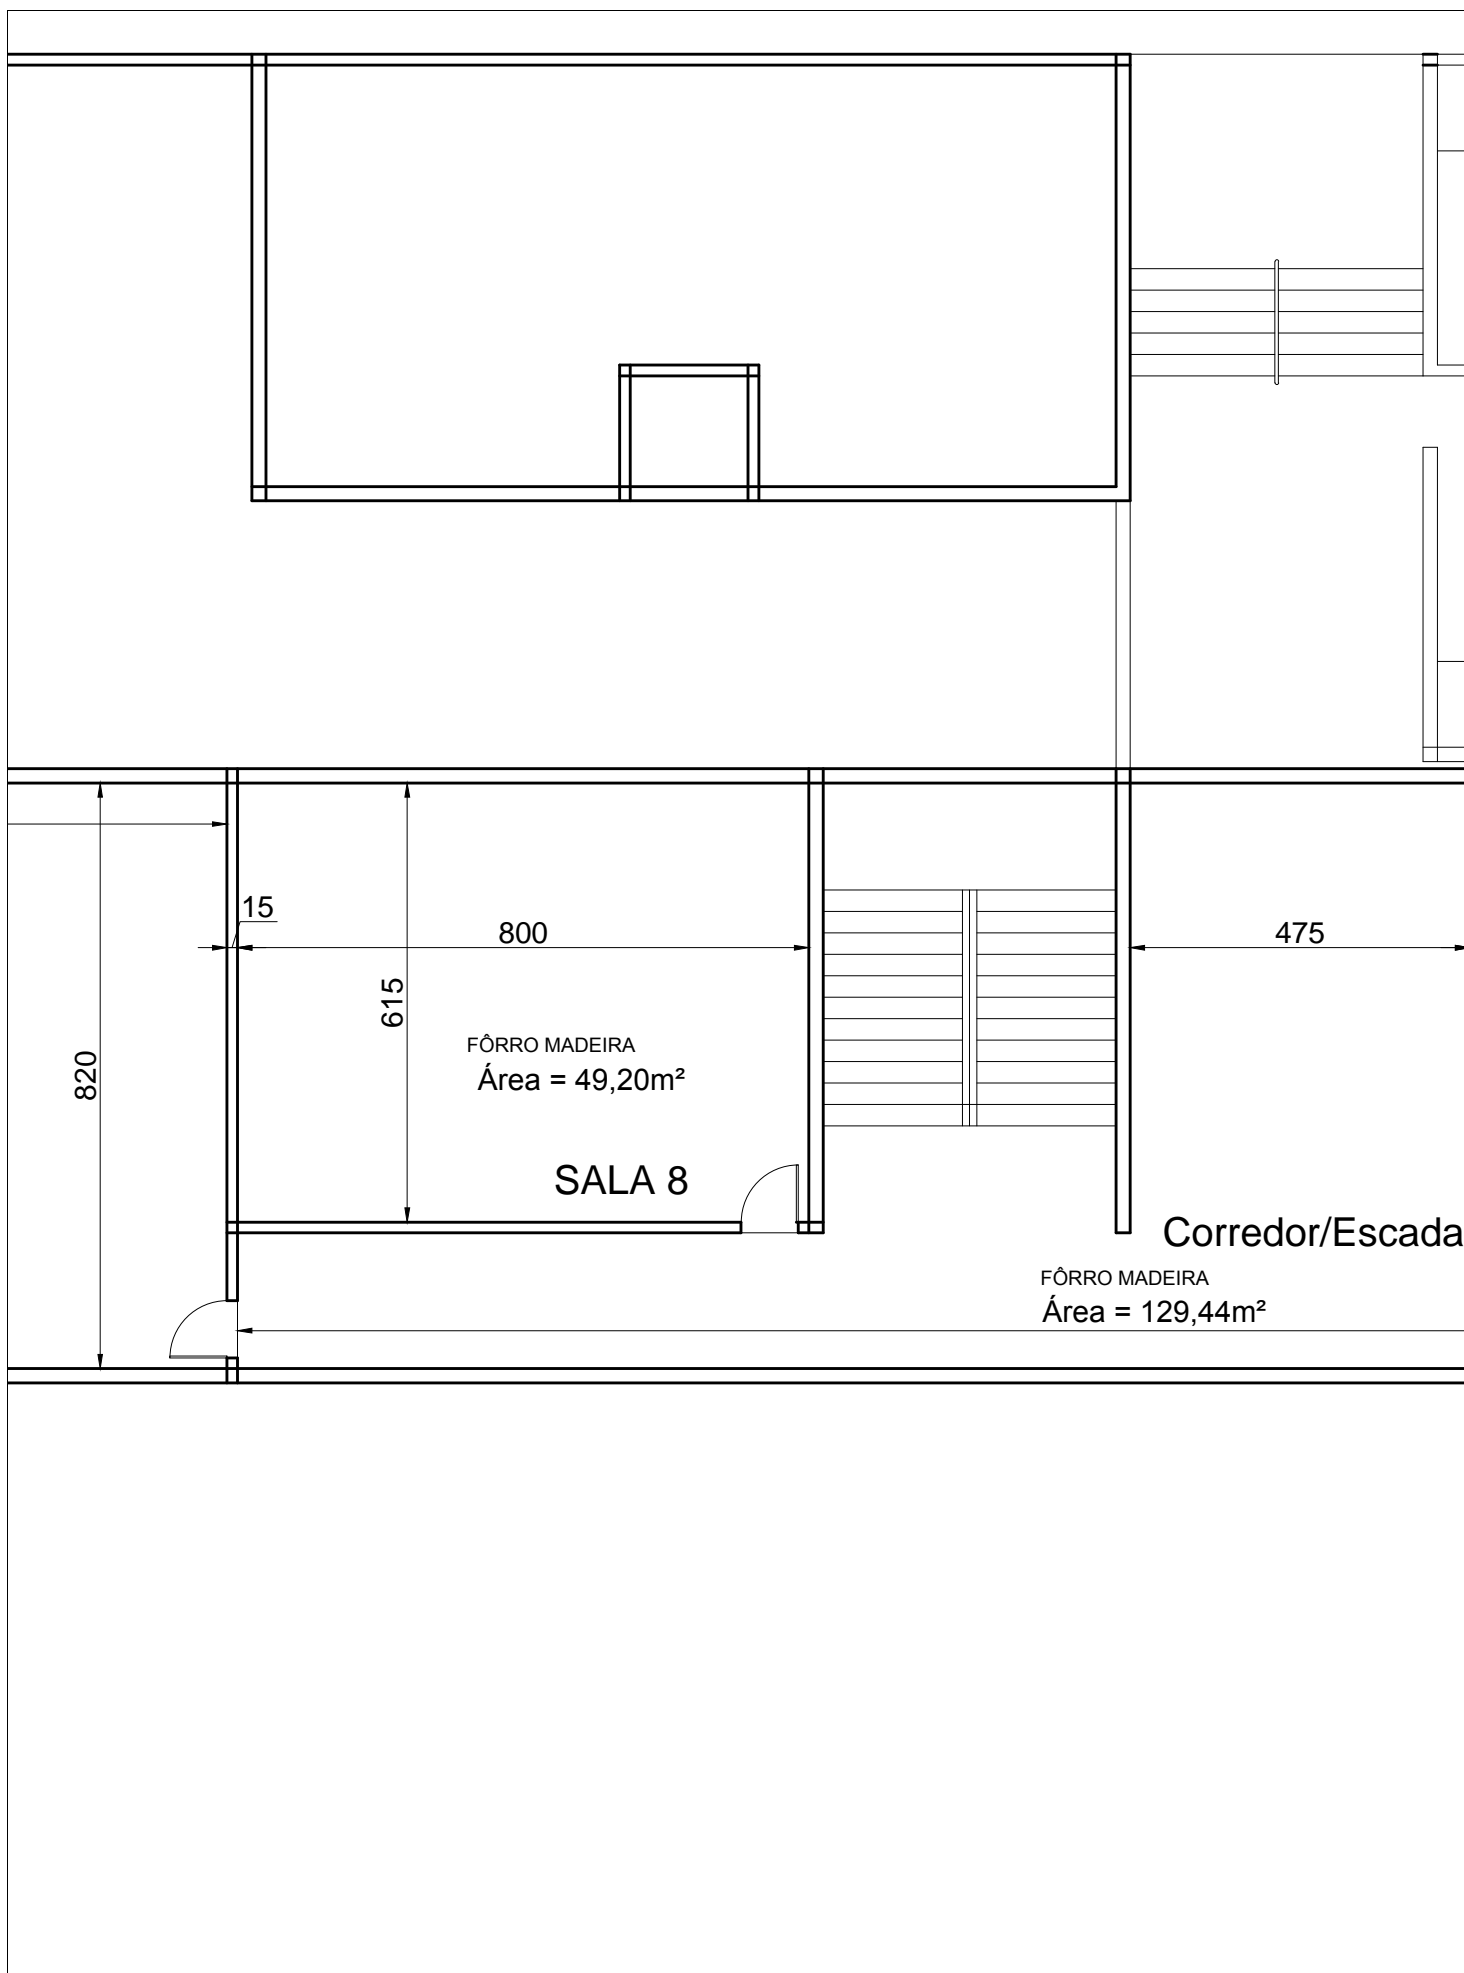 15
800
475
615
820
FÔRRO MADEIRA
Área = 49,20m²
SALA 8
Corredor/Escada
FÔRRO MADEIRA
Área = 129,44m²